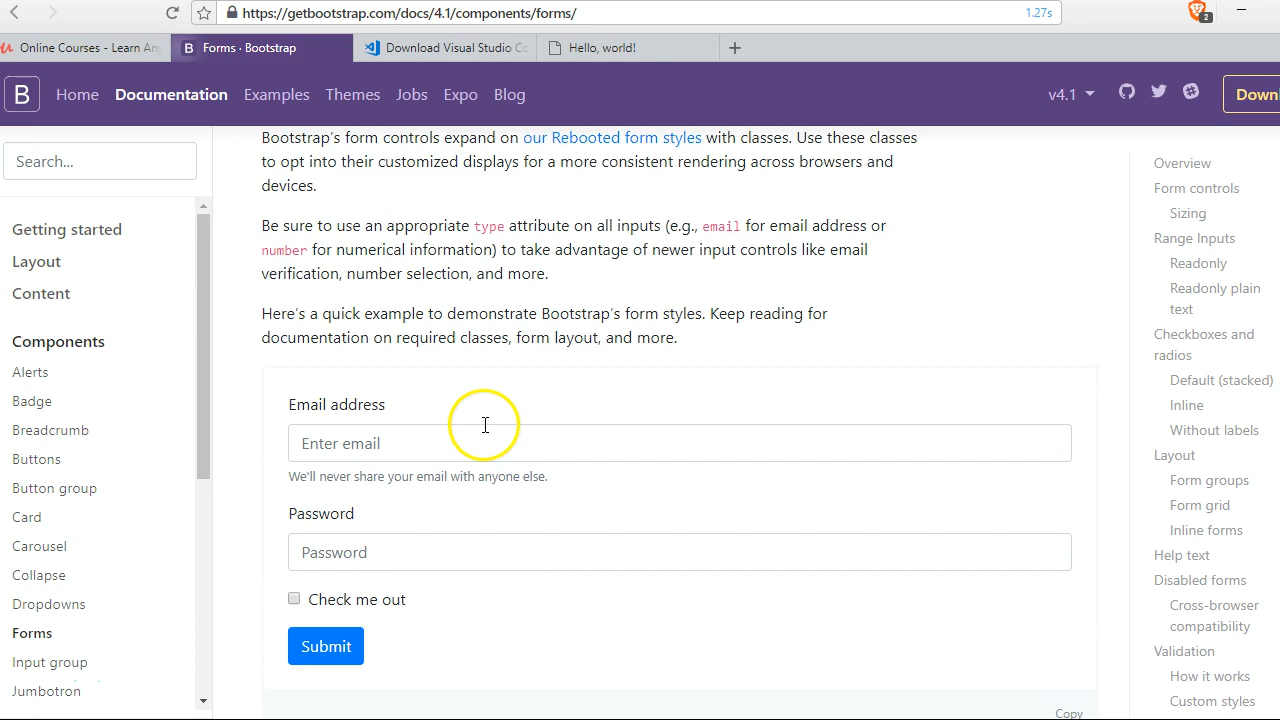 https://getbootstrap.com/docs/4.1/components/forms/
1.27s
2
Online Courses - Learn An
B Forms · Bootstrap
Download Visual Studio Co
Hello, world!
B
Home
Documentation
Examples
Themes
Jobs
Expo
Blog
v4.1
Downl
Search...
Getting started
Layout
Content
Components
Alerts
Badge
Breadcrumb
Buttons
Button group
Card
Carousel
Collapse
Dropdowns
Forms
Input group
Jumbotron
Bootstrap's form controls expand on our Rebooted form styles with classes. Use these classes
to opt into their customized displays for a more consistent rendering across browsers and
devices.
Be sure to use an appropriate type attribute on all inputs (e.g., email for email address or
number for numerical information) to take advantage of newer input controls like email
verification, number selection, and more.
Here's a quick example to demonstrate Bootstrap's form styles. Keep reading for
documentation on required classes, form layout, and more.
Email address
Enter email
We'll never share your email with anyone else.
Password
Password
Check me out
Submit
Copy
Overview
Form controls
Sizing
Range Inputs
Readonly
Readonly plain
text
Checkboxes and
radios
Default (stacked)
Inline
Without labels
Layout
Form groups
Form grid
Inline forms
Help text
Disabled forms
Cross-browser
compatibility
Validation
How it works
Custom styles